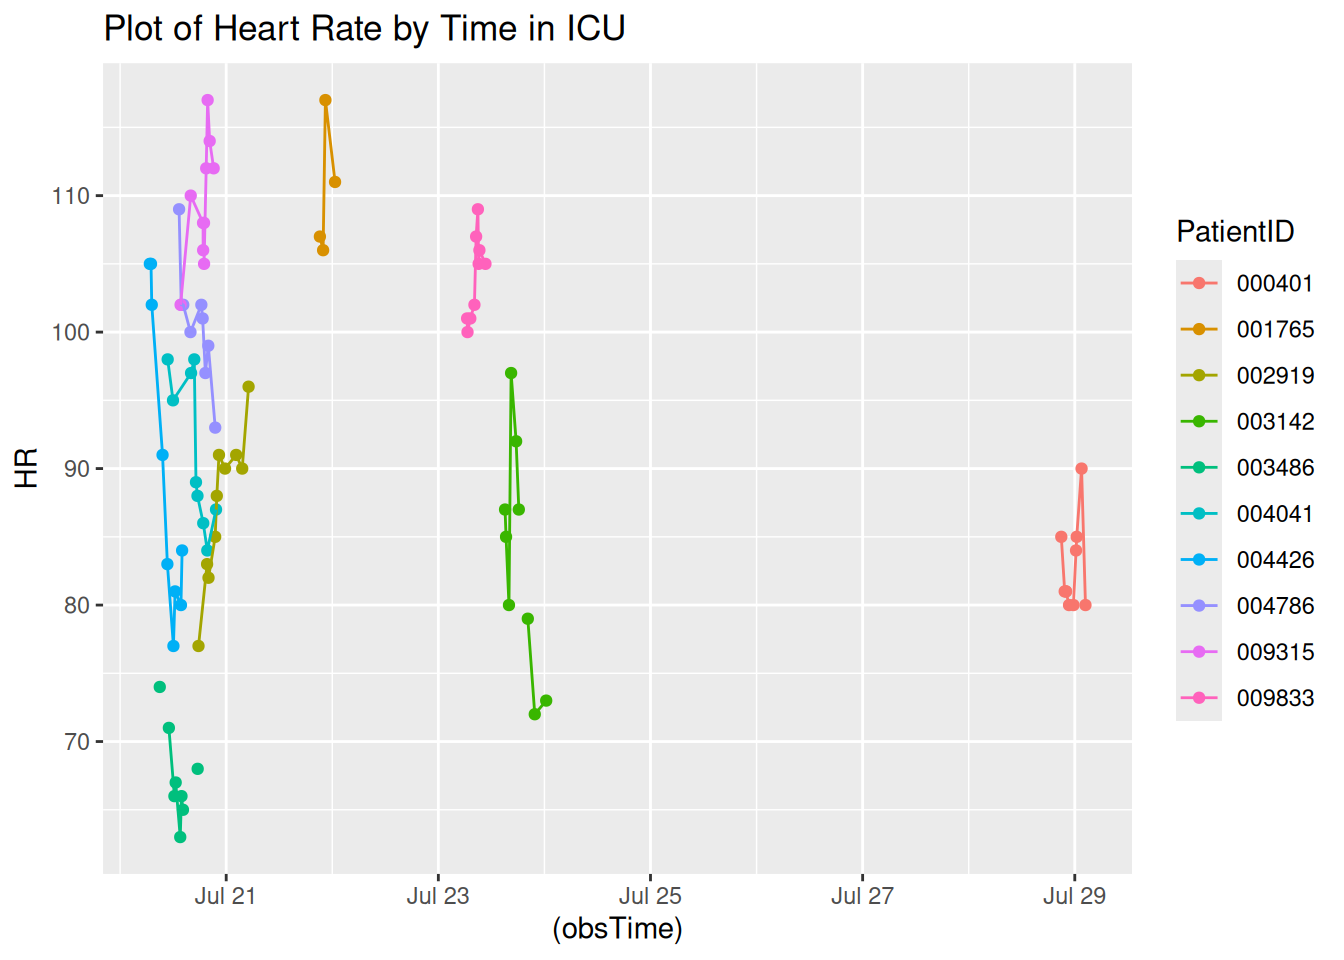 Plot of Heart Rate by Time in ICU
110
100
90
80
70
HR
Jul 21
Jul 23
Jul 25
Jul 27
Jul 29
(obsTime)
PatientID
000401
001765
002919
003142
003486
004041
004426
004786
009315
009833